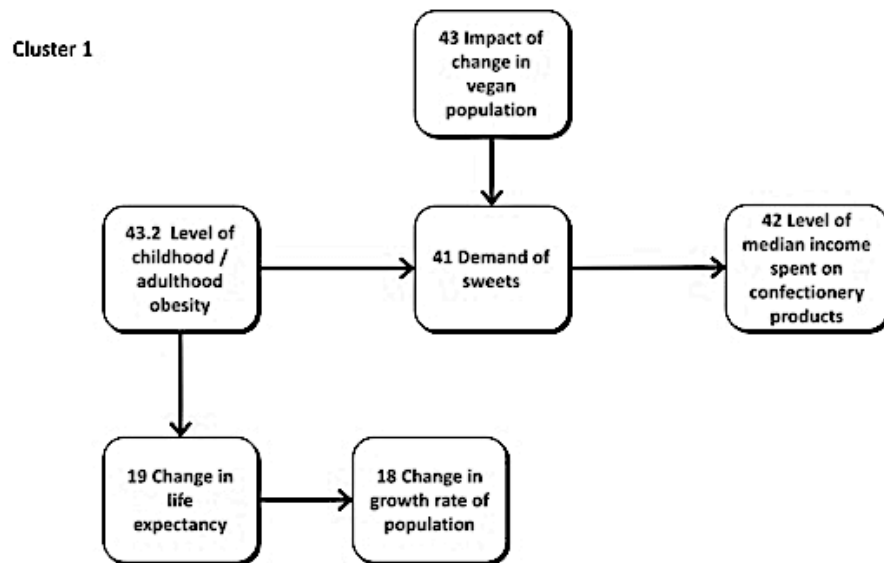 Cluster 1
43 Impact of
change in
vegan
population
43.2 Level of
childhood /
adulthood
obesity
41 Demand of
sweets
42 Level of
median income
spent on
confectionery
products
19 Change in
life
expectancy
18 Change in
growth rate of
population